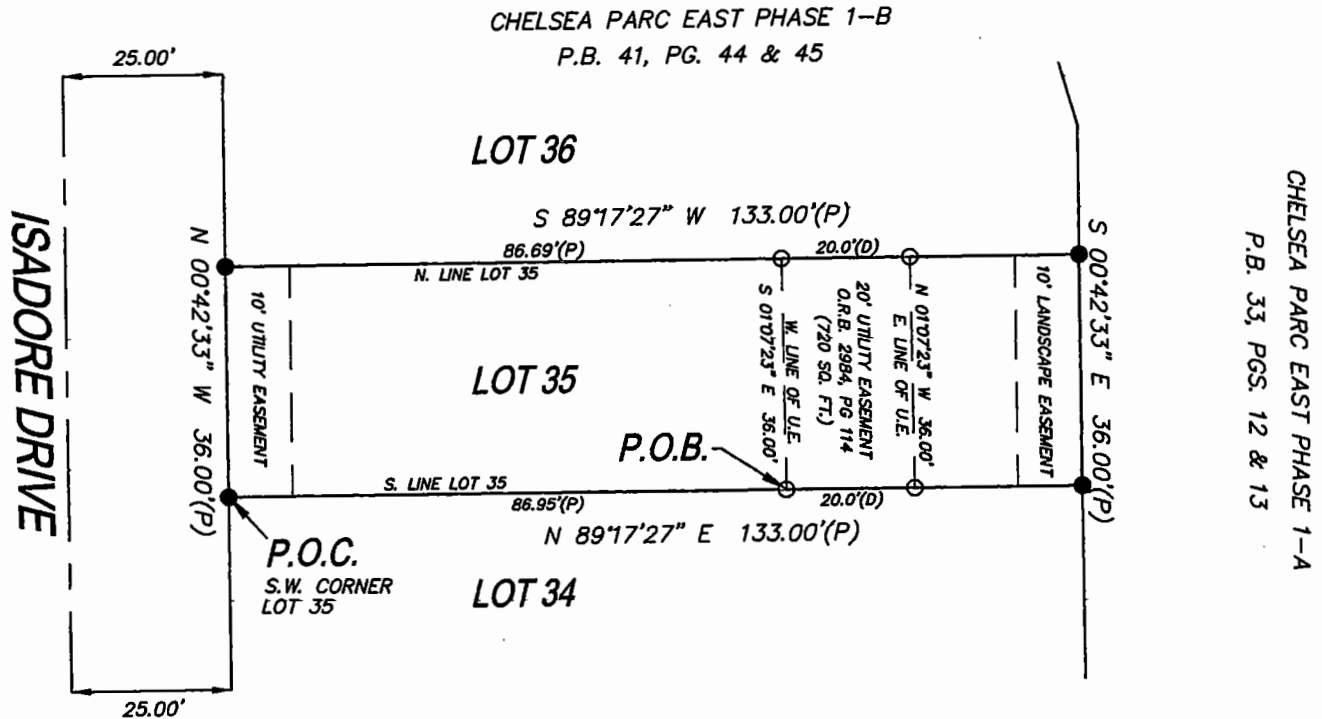 CHELSEA PARC EAST PHASE 1-B
P.B. 41, PG. 44 & 45
25.00'
LOT 36
S 89°17'27" W 133.00'(P)
86.69'(P)
20.0'(D)
N. LINE LOT 35
ISADORE DRIVE
N 00°42'33" W 36.00'(P)
10' UTILITY EASEMENT
LOT 35
S 01°07'23" E 36.00'
W. LINE OF U.E.
20' UTILITY EASEMENT
O.R.B. 2984, PG 114
(720 SQ. FT.)
N 01°07'23" W 36.00'
E. LINE OF U.E.
10' LANDSCAPE EASEMENT
S 00°42'33" E 36.00'(P)
CHELSEA PARC EAST PHASE 1-A
P.B. 33, PGS. 12 & 13
P.O.B.
S. LINE LOT 35
86.95'(P)
20.0'(D)
N 89°17'27" E 133.00'(P)
P.O.C.
S.W. CORNER
LOT 35
LOT 34
25.00'